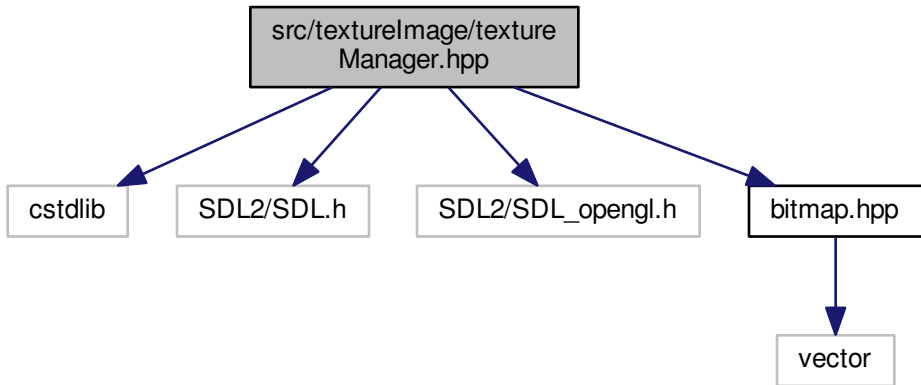 src/textureImage/texture
Manager.hpp
cstdlib
SDL2/SDL.h
SDL2/SDL_opengl.h
bitmap.hpp
vector